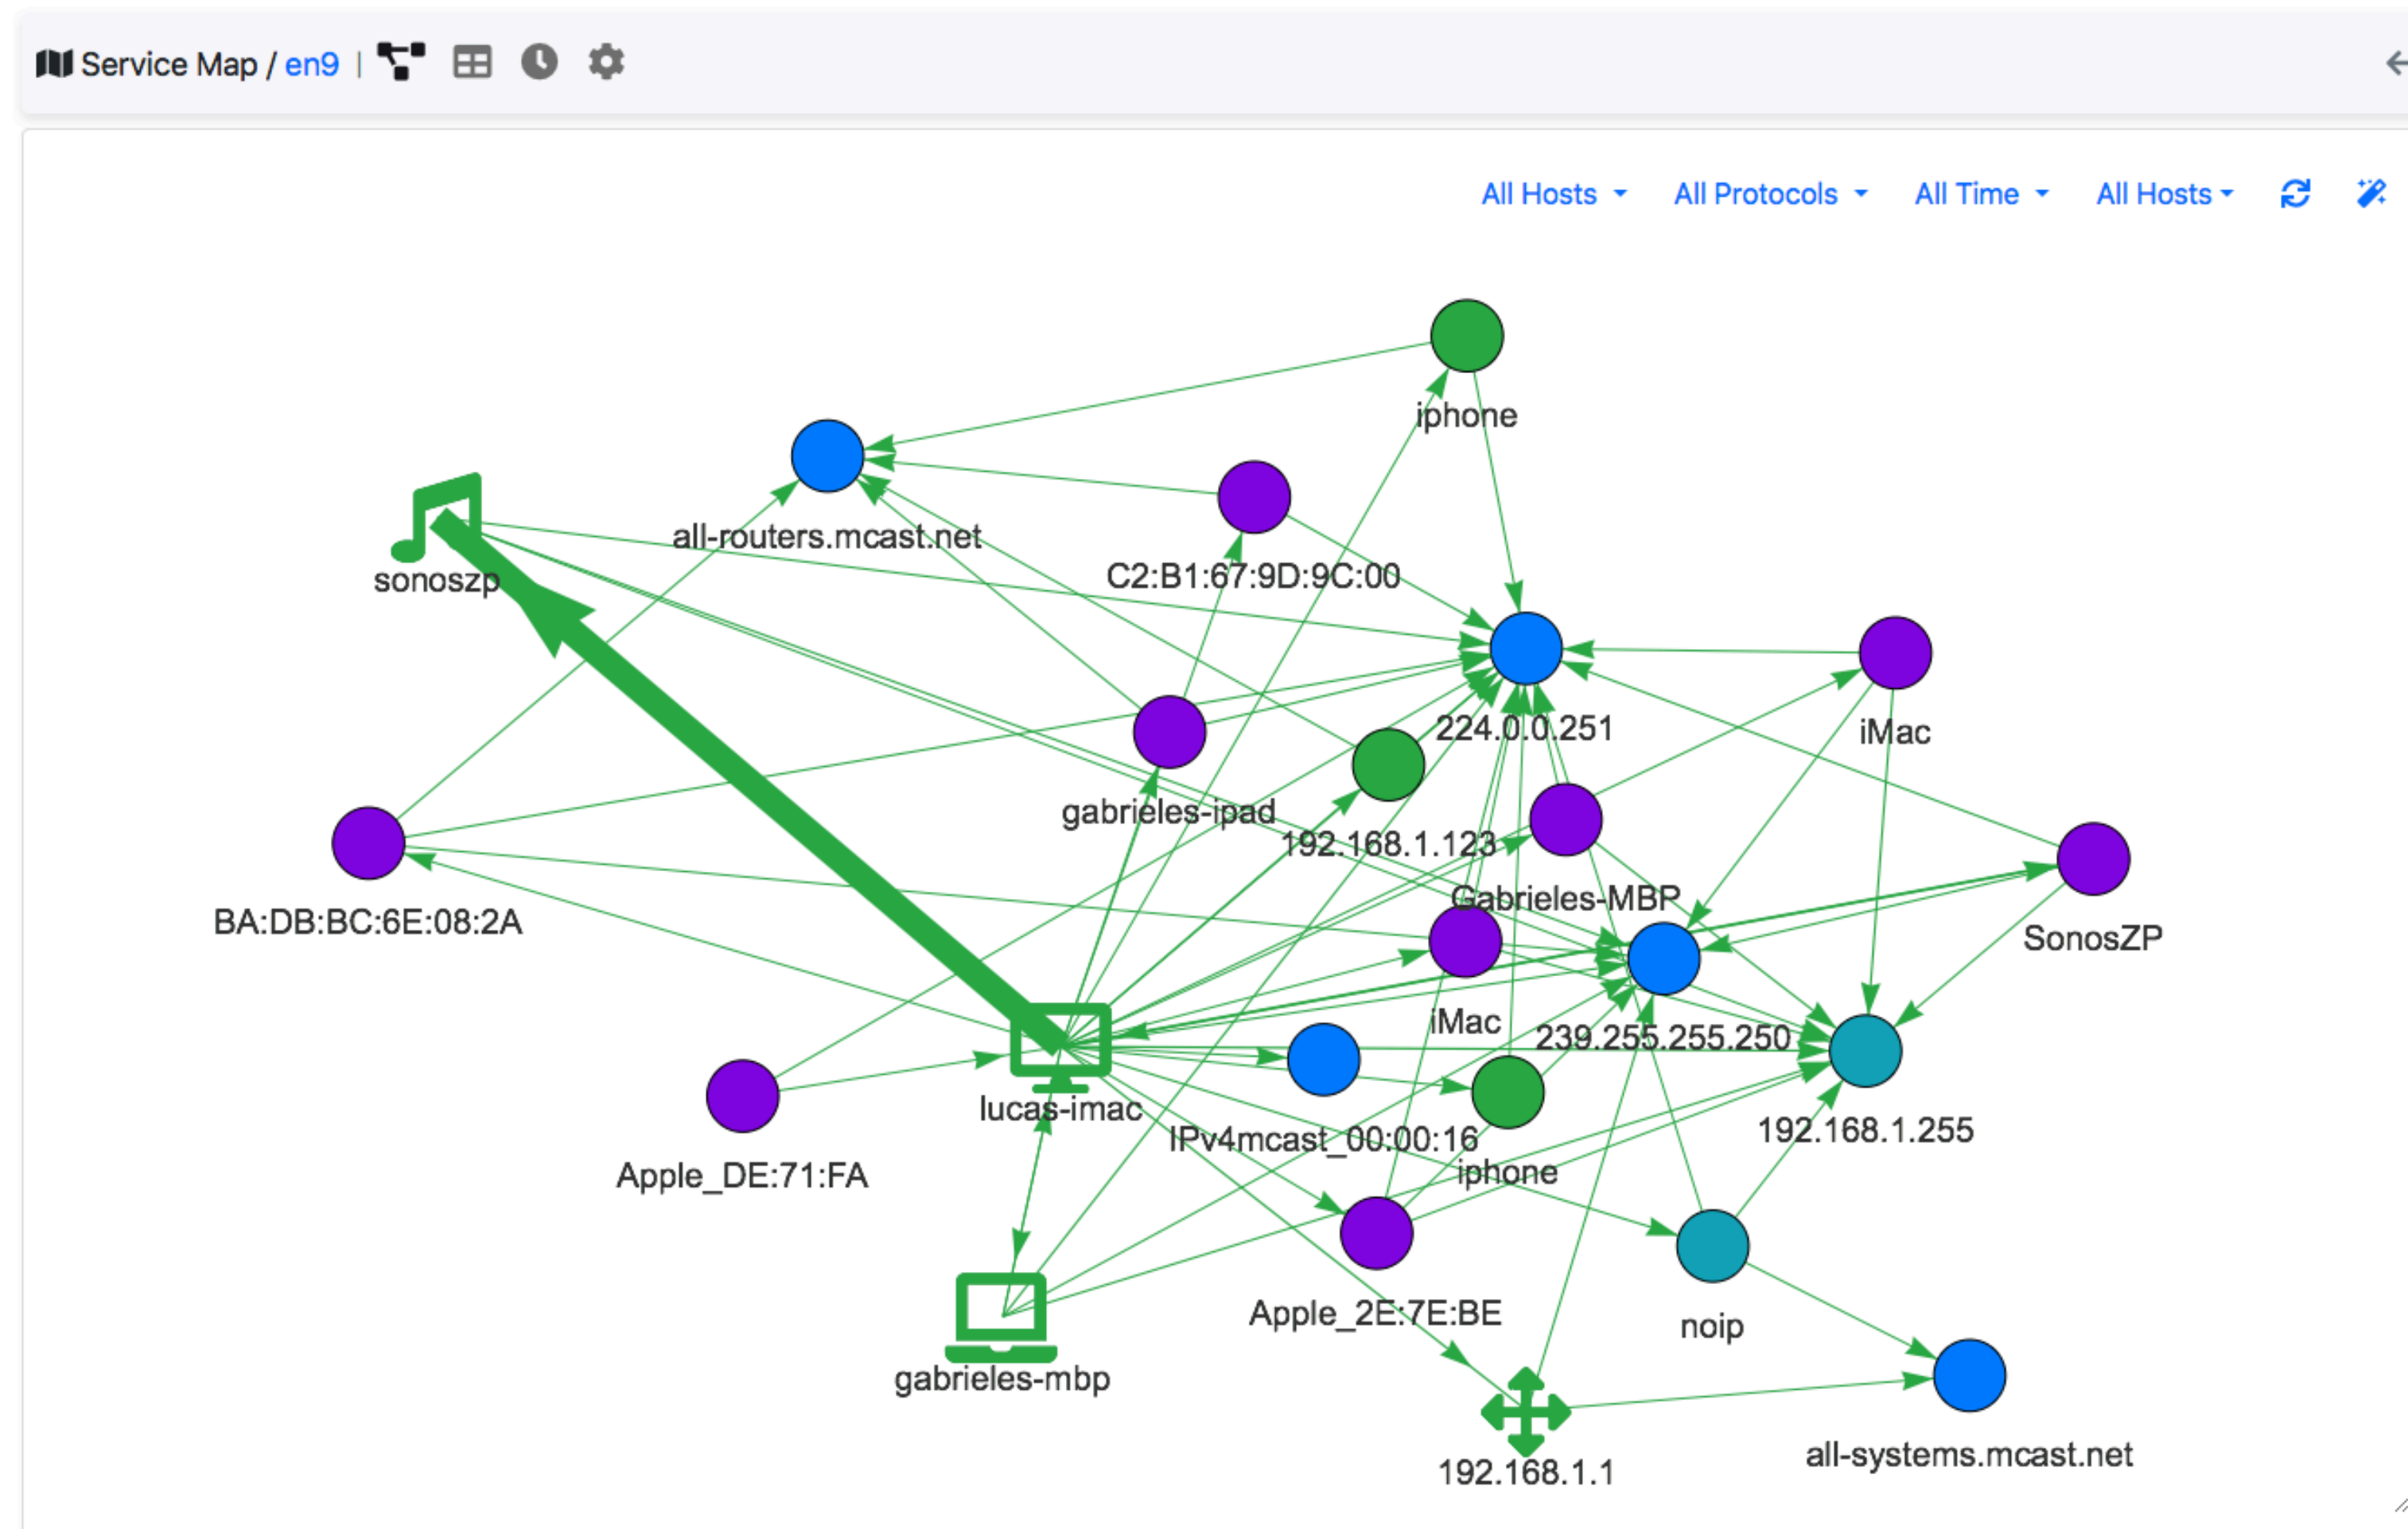 Service Map / en9 |
All Hosts All Protocols All Time All Hosts
iphone
all-routers.mcast.net
sonoszp
C2:B1:67:9D:9C:00
224.0.0.251
iMac
gabrieles-ipad
192.168.1.123
Gabrieles-MBP
BA:DB:BC:6E:08:2A
SonosZP
iMac
239.255.255.250
lucas-imac
192.168.1.255
IPv4mcast_00:00:16
iphone
Apple_DE:71:FA
Apple_2E:7E:BE
noip
gabrieles-mbp
all-systems.mcast.net
192.168.1.1